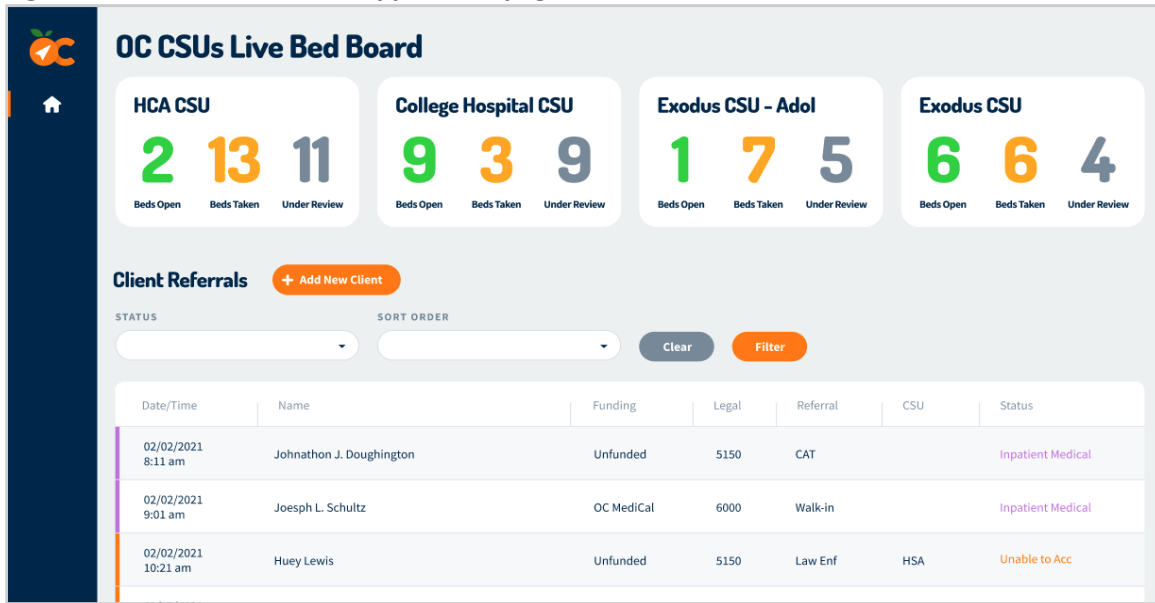 OC
OC CSUs Live Bed Board
HCA CSU
2 13 11
Beds Open Beds Taken Under Review
College Hospital CSU
9 3 9
Beds Open Beds Taken Under Review
Exodus CSU - Adol
1 7 5
Beds Open Beds Taken Under Review
Exodus CSU
6 6 4
Beds Open Beds Taken Under Review
Client Referrals + Add New Client
STATUS SORT ORDER
Clear Filter
Date/Time Name Funding Legal Referral CSU Status
02/02/2021
8:11 am Johnathon J. Doughington Unfunded 5150 CAT Inpatient Medical
02/02/2021
9:01 am Joesph L. Schultz OC MediCal 6000 Walk-in Inpatient Medical
02/02/2021
10:21 am Huey Lewis Unfunded 5150 Law Enf HSA Unable to Acc